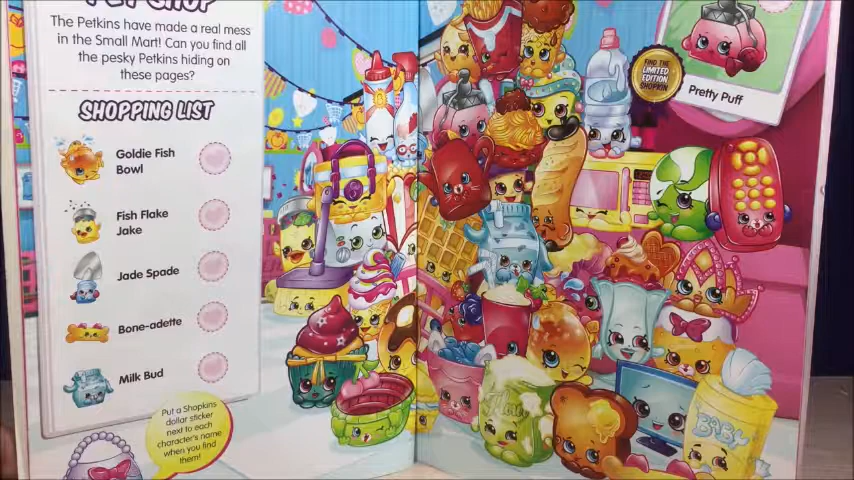 PET SHOP
The Petkins have made a real mess
in the Small Mart! Can you find all
the pesky Petkins hiding on
these pages?
SHOPPING LIST
Goldie Fish
Bowl
Fish Flake
Jake
Jade Spade
Bone-adette
Milk Bud
Put a Shopkins
dollar sticker
next to each
character's name
when you find
them!
FIND THE
LIMITED
EDITION
SHOPKIN
Pretty Puff
BABY